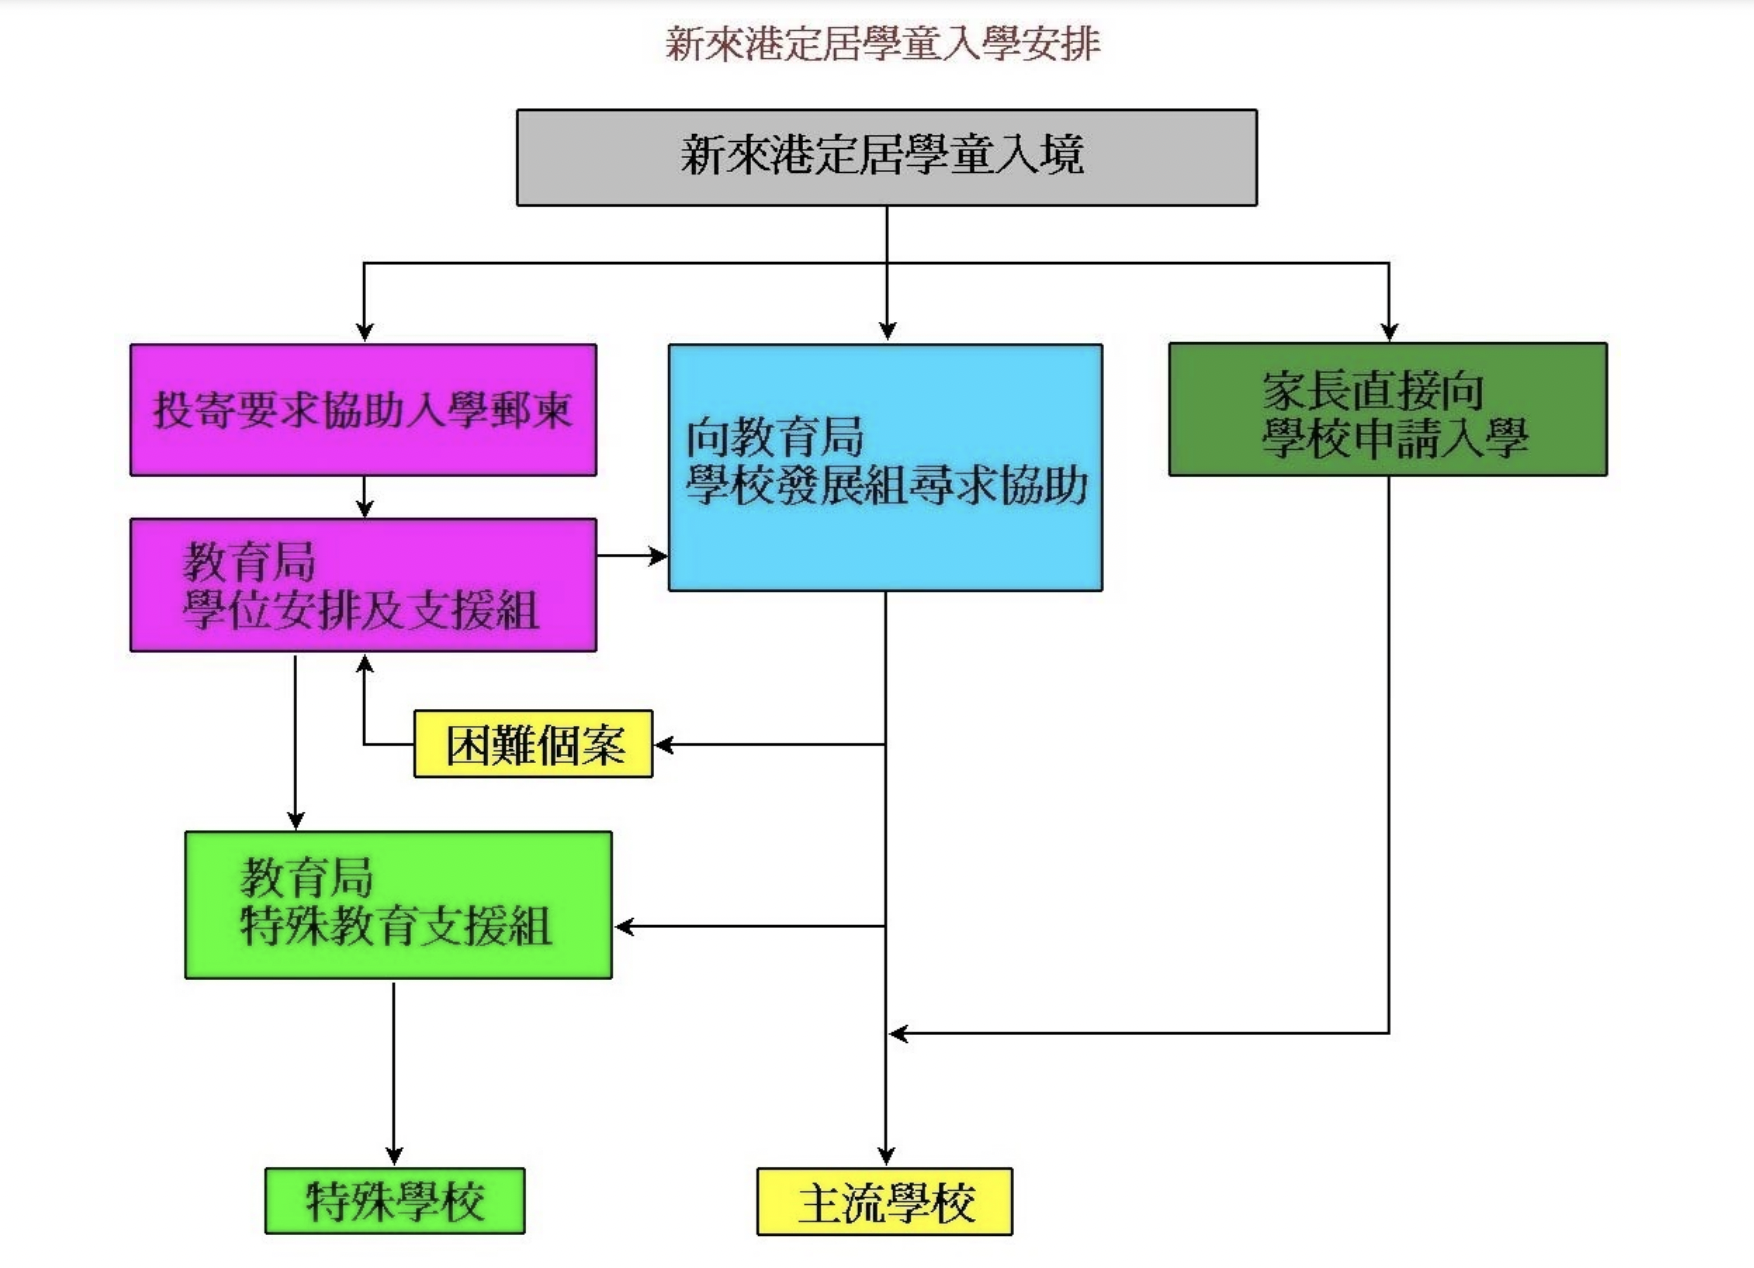 新來港定居學童入學安排
新來港定居學童入境
投寄要求協助入學郵柬
向教育局
學校發展組尋求協助
家長直接向
學校申請入學
教育局
學位安排及支援組
困難個案
教育局
特殊教育支援組
特殊學校
主流學校